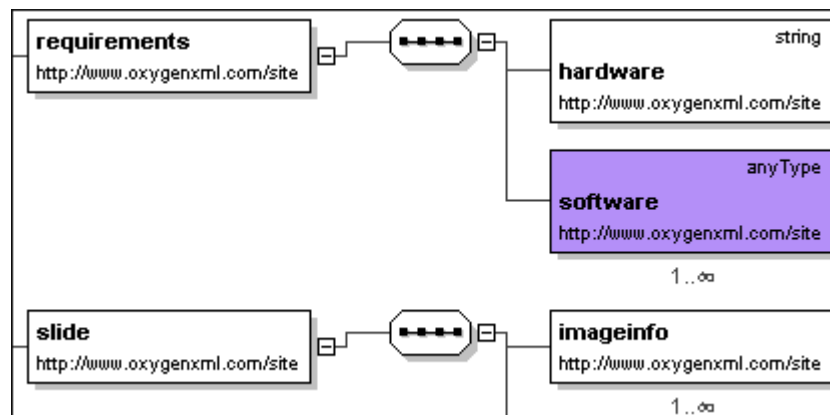 requirements
http://www.oxygenxml.com/site
string
hardware
http://www.oxygenxml.com/site
anyType
software
http://www.oxygenxml.com/site
1..∞
slide
http://www.oxygenxml.com/site
imageinfo
http://www.oxygenxml.com/site
1..∞